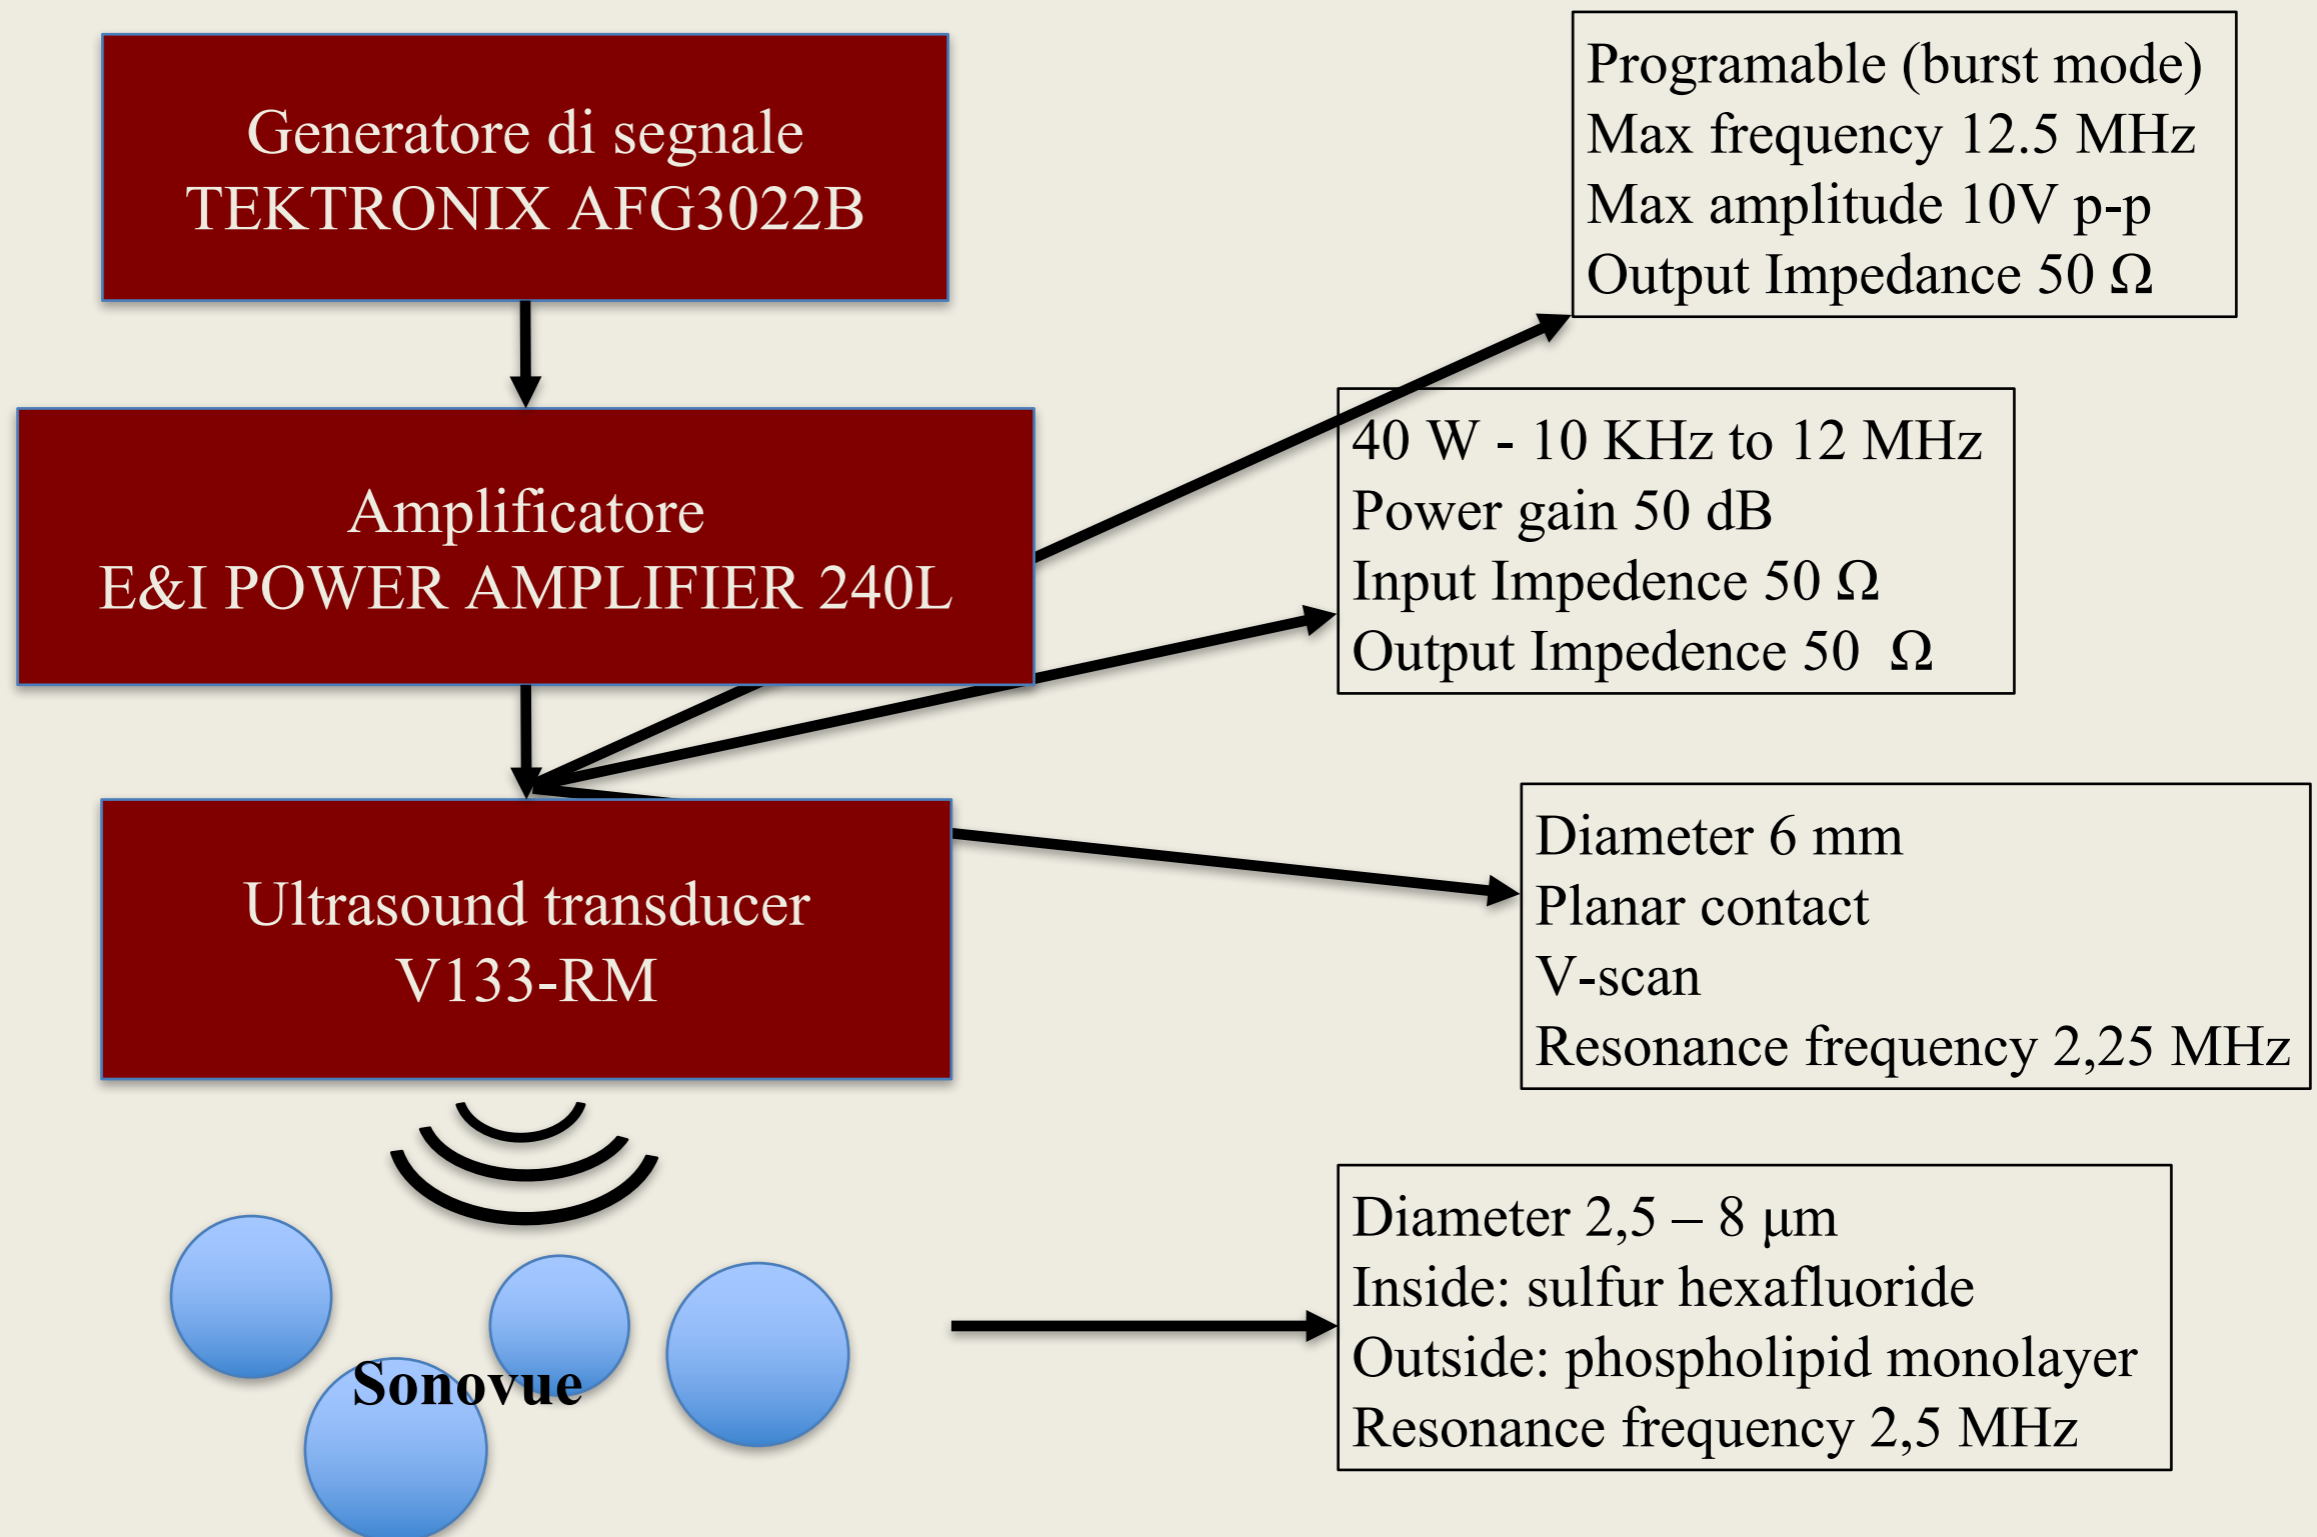 Generatore di segnale
TEKTRONIX AFG3022B
Programable (burst mode)
Max frequency 12.5 MHz
Max amplitude 10V p-p
Output Impedance 50 Ω
Amplificatore
E&I POWER AMPLIFIER 240L
40 W - 10 KHz to 12 MHz
Power gain 50 dB
Input Impedence 50 Ω
Output Impedence 50 Ω
Ultrasound transducer
V133-RM
Diameter 6 mm
Planar contact
V-scan
Resonance frequency 2,25 MHz
Sonovue
Diameter 2,5 – 8 μm
Inside: sulfur hexafluoride
Outside: phospholipid monolayer
Resonance frequency 2,5 MHz